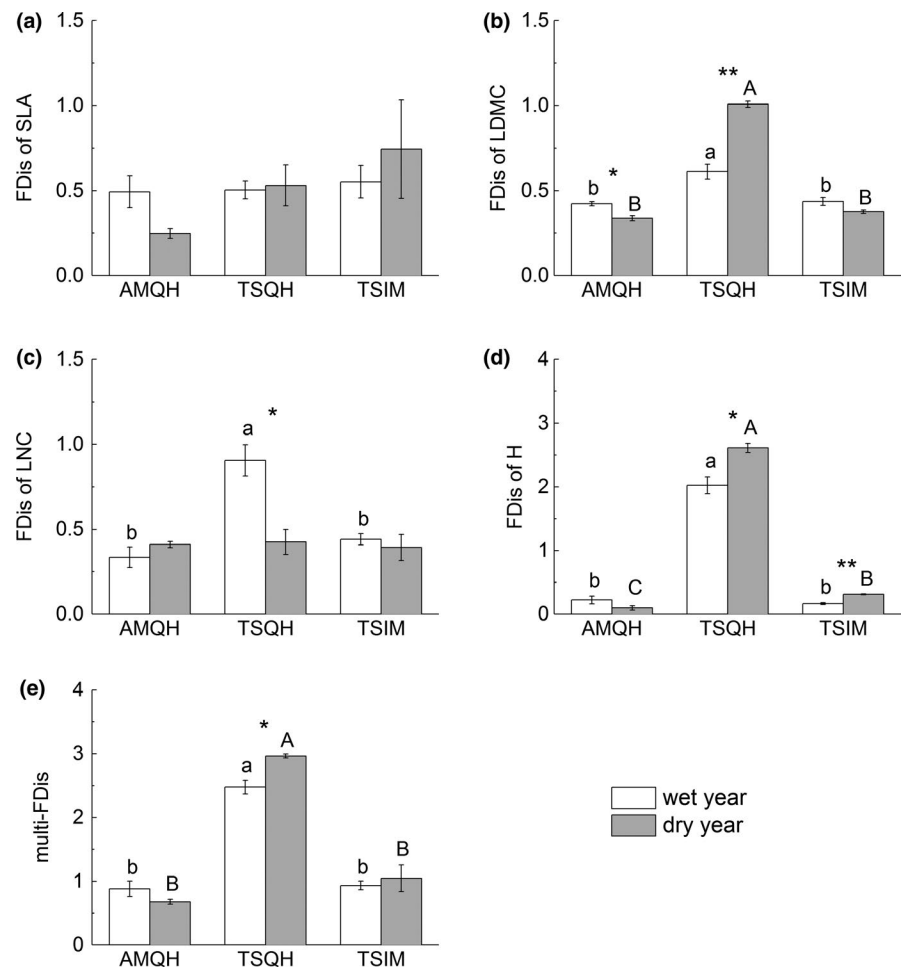 (a)
1.5
1.0
0.5
0.0
FDis of SLA
AMQH TSQH TSIM
(b)
1.5
1.0
0.5
0.0
FDis of LDMC
b * B
a ** A
b B
AMQH TSQH TSIM
(c)
1.5
1.0
0.5
0.0
FDis of LNC
b
a *
b
AMQH TSQH TSIM
(d)
4
3
2
1
0
FDis of H
b C
a * A
b ** B
AMQH TSQH TSIM
(e)
4
3
2
1
0
multi-FDis
b B
a * A
b B
AMQH TSQH TSIM
wet year
dry year